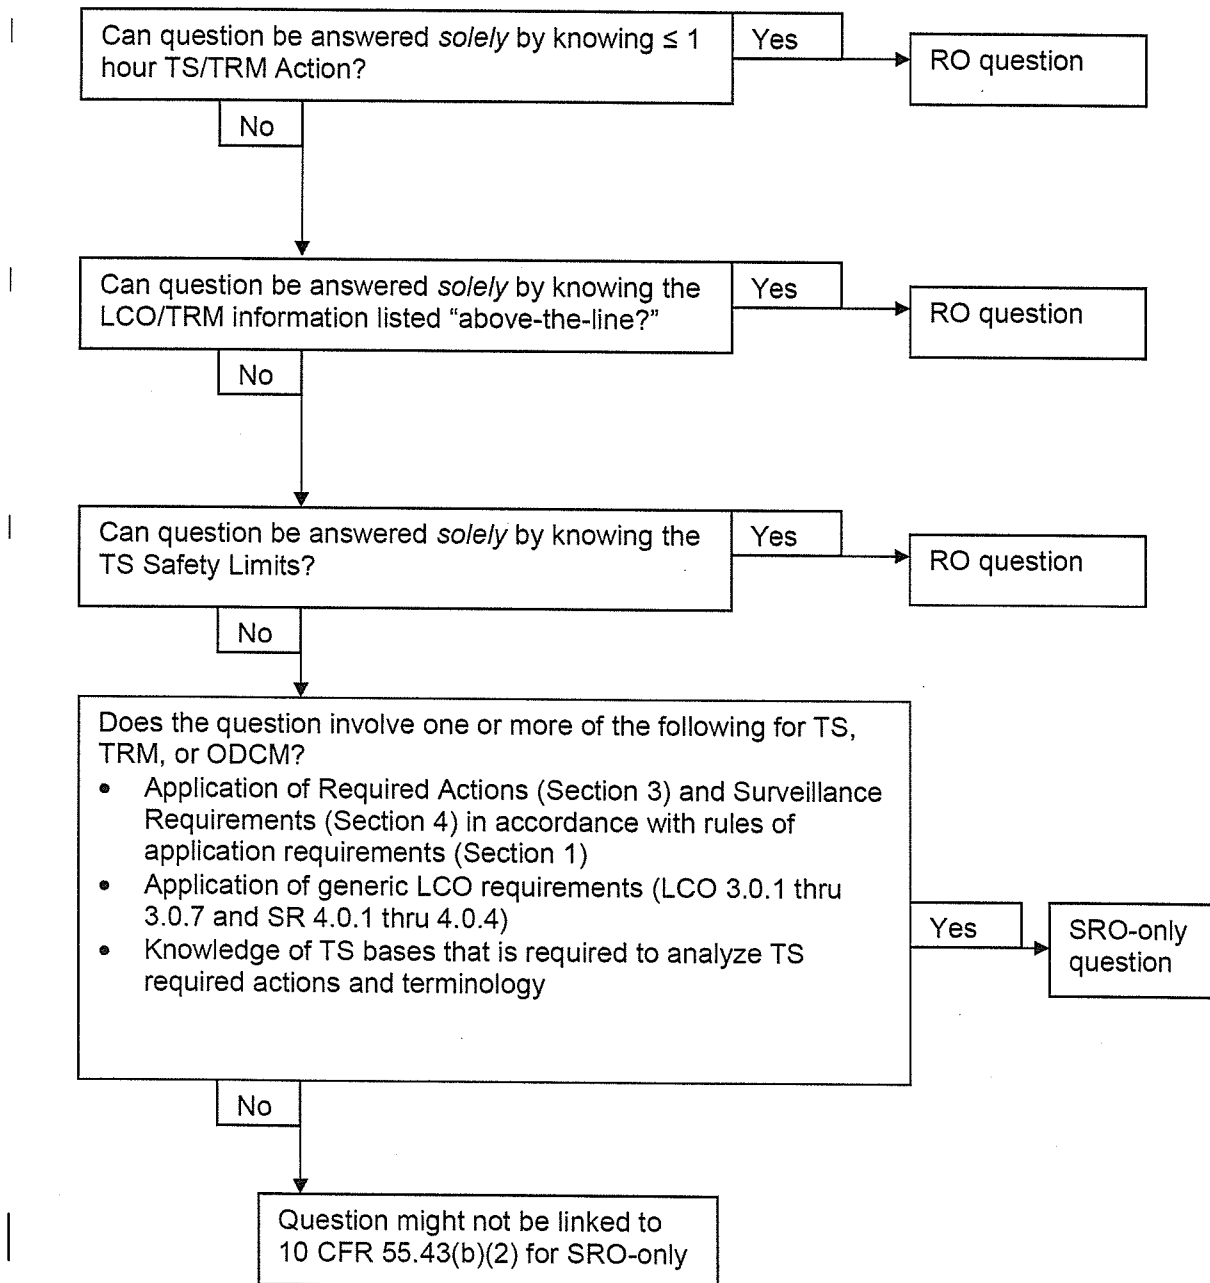 Can question be answered solely by knowing ≤ 1
hour TS/TRM Action?
Yes
RO question
No
Can question be answered solely by knowing the
LCO/TRM information listed “above-the-line?”
Yes
RO question
No
Can question be answered solely by knowing the
TS Safety Limits?
Yes
RO question
No
Does the question involve one or more of the following for TS,
TRM, or ODCM?
• Application of Required Actions (Section 3) and Surveillance
Requirements (Section 4) in accordance with rules of
application requirements (Section 1)
• Application of generic LCO requirements (LCO 3.0.1 thru
3.0.7 and SR 4.0.1 thru 4.0.4)
• Knowledge of TS bases that is required to analyze TS
required actions and terminology
Yes
SRO-only
question
No
Question might not be linked to
10 CFR 55.43(b)(2) for SRO-only